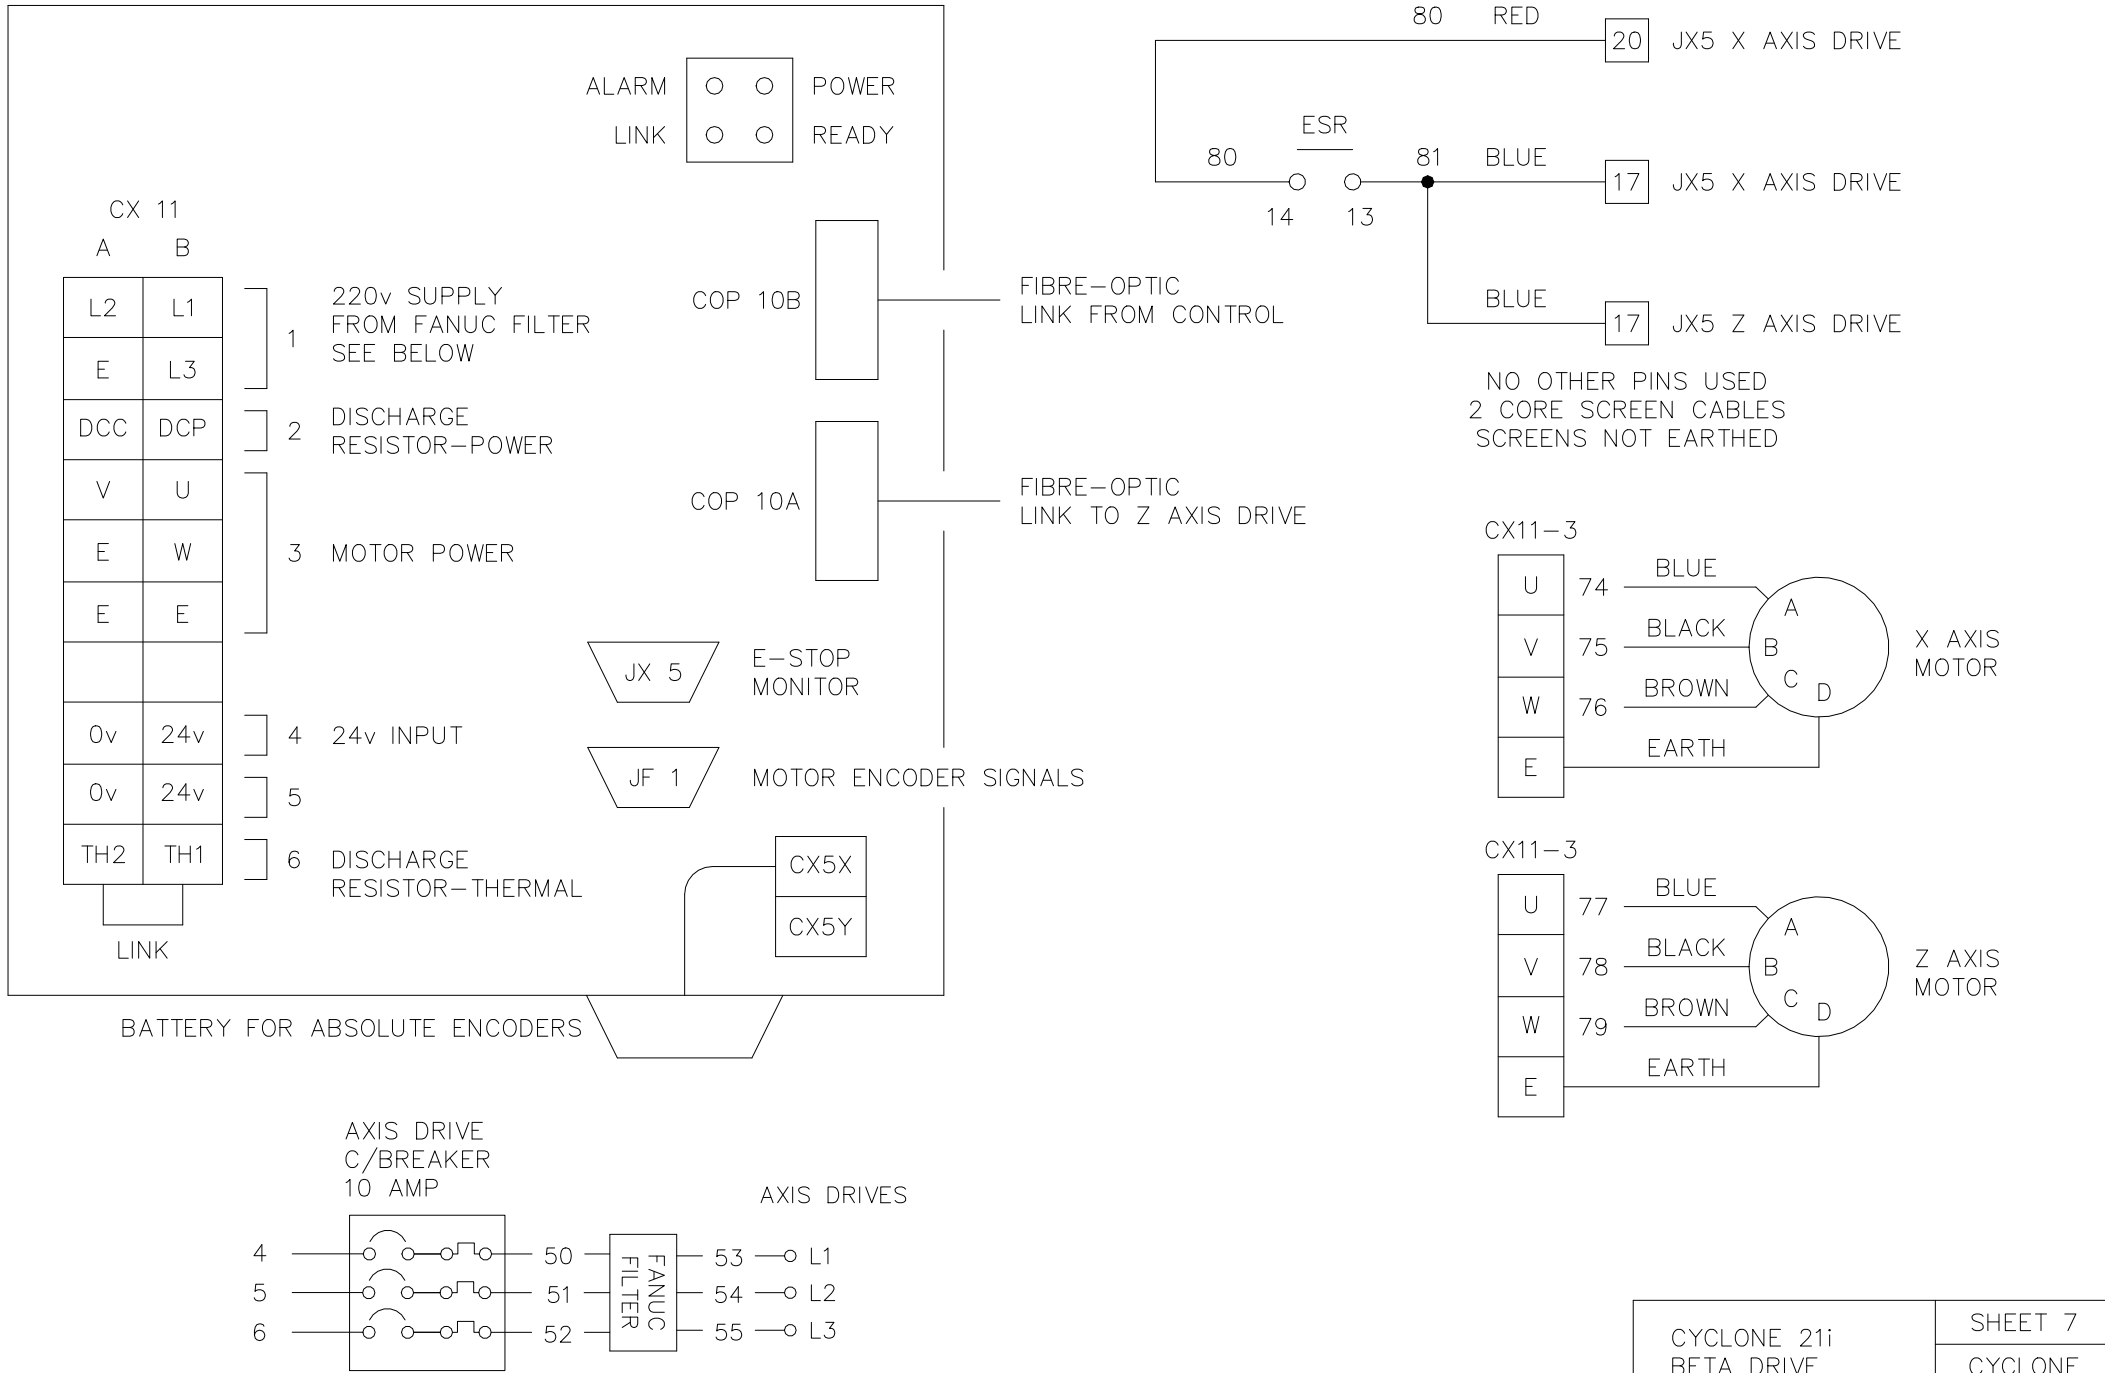 ALARM
POWER
LINK
READY
CX 11
A B
L2 L1
E L3
DCC DCP
V U
E W
E E
0v 24v
0v 24v
TH2 TH1
LINK
1
220v SUPPLY
FROM FANUC FILTER
SEE BELOW
2
DISCHARGE
RESISTOR-POWER
3 MOTOR POWER
4 24v INPUT
5
6 DISCHARGE
RESISTOR-THERMAL
COP 10B
FIBRE-OPTIC
LINK FROM CONTROL
COP 10A
FIBRE-OPTIC
LINK TO Z AXIS DRIVE
JX 5
E-STOP
MONITOR
JF 1
MOTOR ENCODER SIGNALS
CX5X
CX5Y
BATTERY FOR ABSOLUTE ENCODERS
80 RED
20 JX5 X AXIS DRIVE
ESR
80
14 13
81 BLUE
17 JX5 X AXIS DRIVE
BLUE
17 JX5 Z AXIS DRIVE
NO OTHER PINS USED
2 CORE SCREEN CABLES
SCREENS NOT EARTHED
CX11-3
U 74 BLUE A
V 75 BLACK B
W 76 BROWN C
E EARTH D
X AXIS
MOTOR
CX11-3
U 77 BLUE A
V 78 BLACK B
W 79 BROWN C
E EARTH D
Z AXIS
MOTOR
AXIS DRIVE
C/BREAKER
10 AMP
AXIS DRIVES
4 50 53 L1
5 51 54 L2
6 52 55 L3
FANUC
FILTER
CYCLONE 21i
BETA DRIVE
SHEET 7
CYCLONE